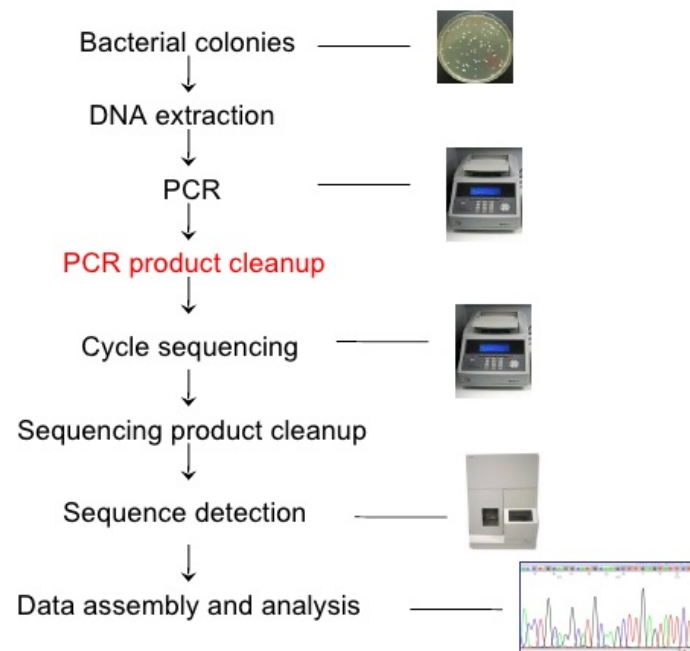 Bacterial colonies
DNA extraction
PCR
PCR product cleanup
Cycle sequencing
Sequencing product cleanup
Sequence detection
Data assembly and analysis